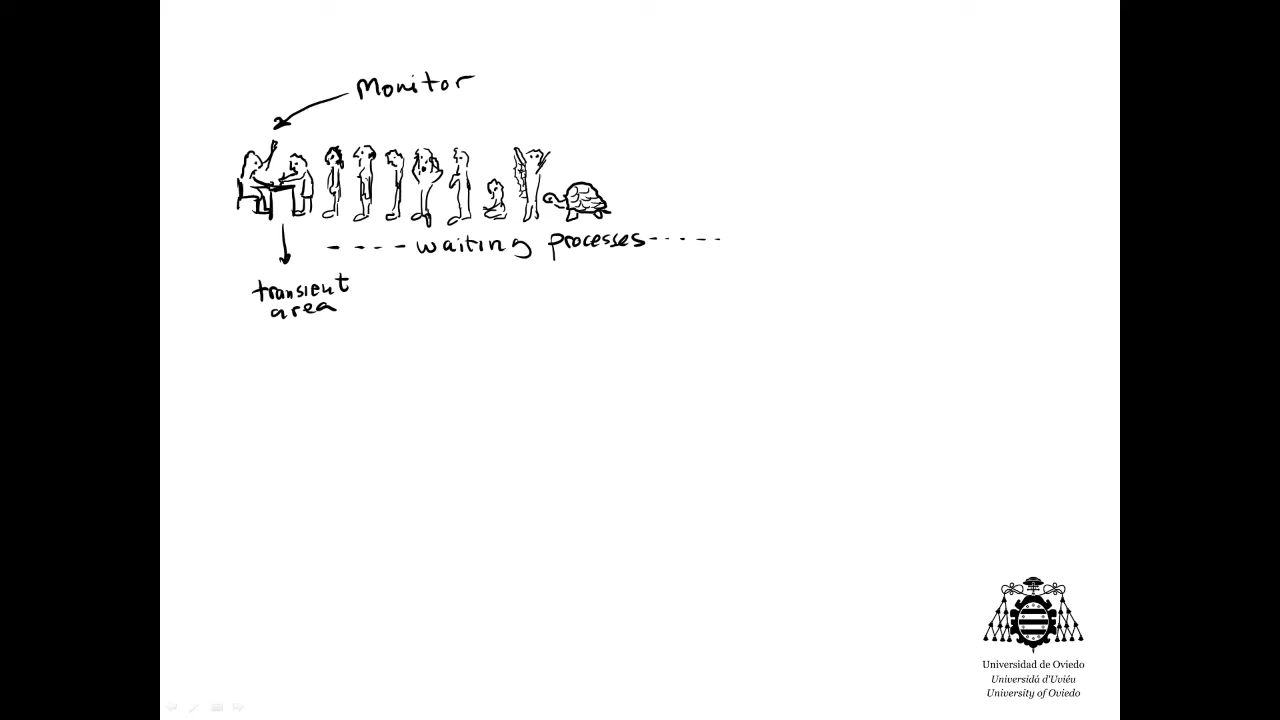 Monitor
---- waiting processes-----
transient
area
Universidad de Oviedo
Universidá d'Uviéu
University of Oviedo